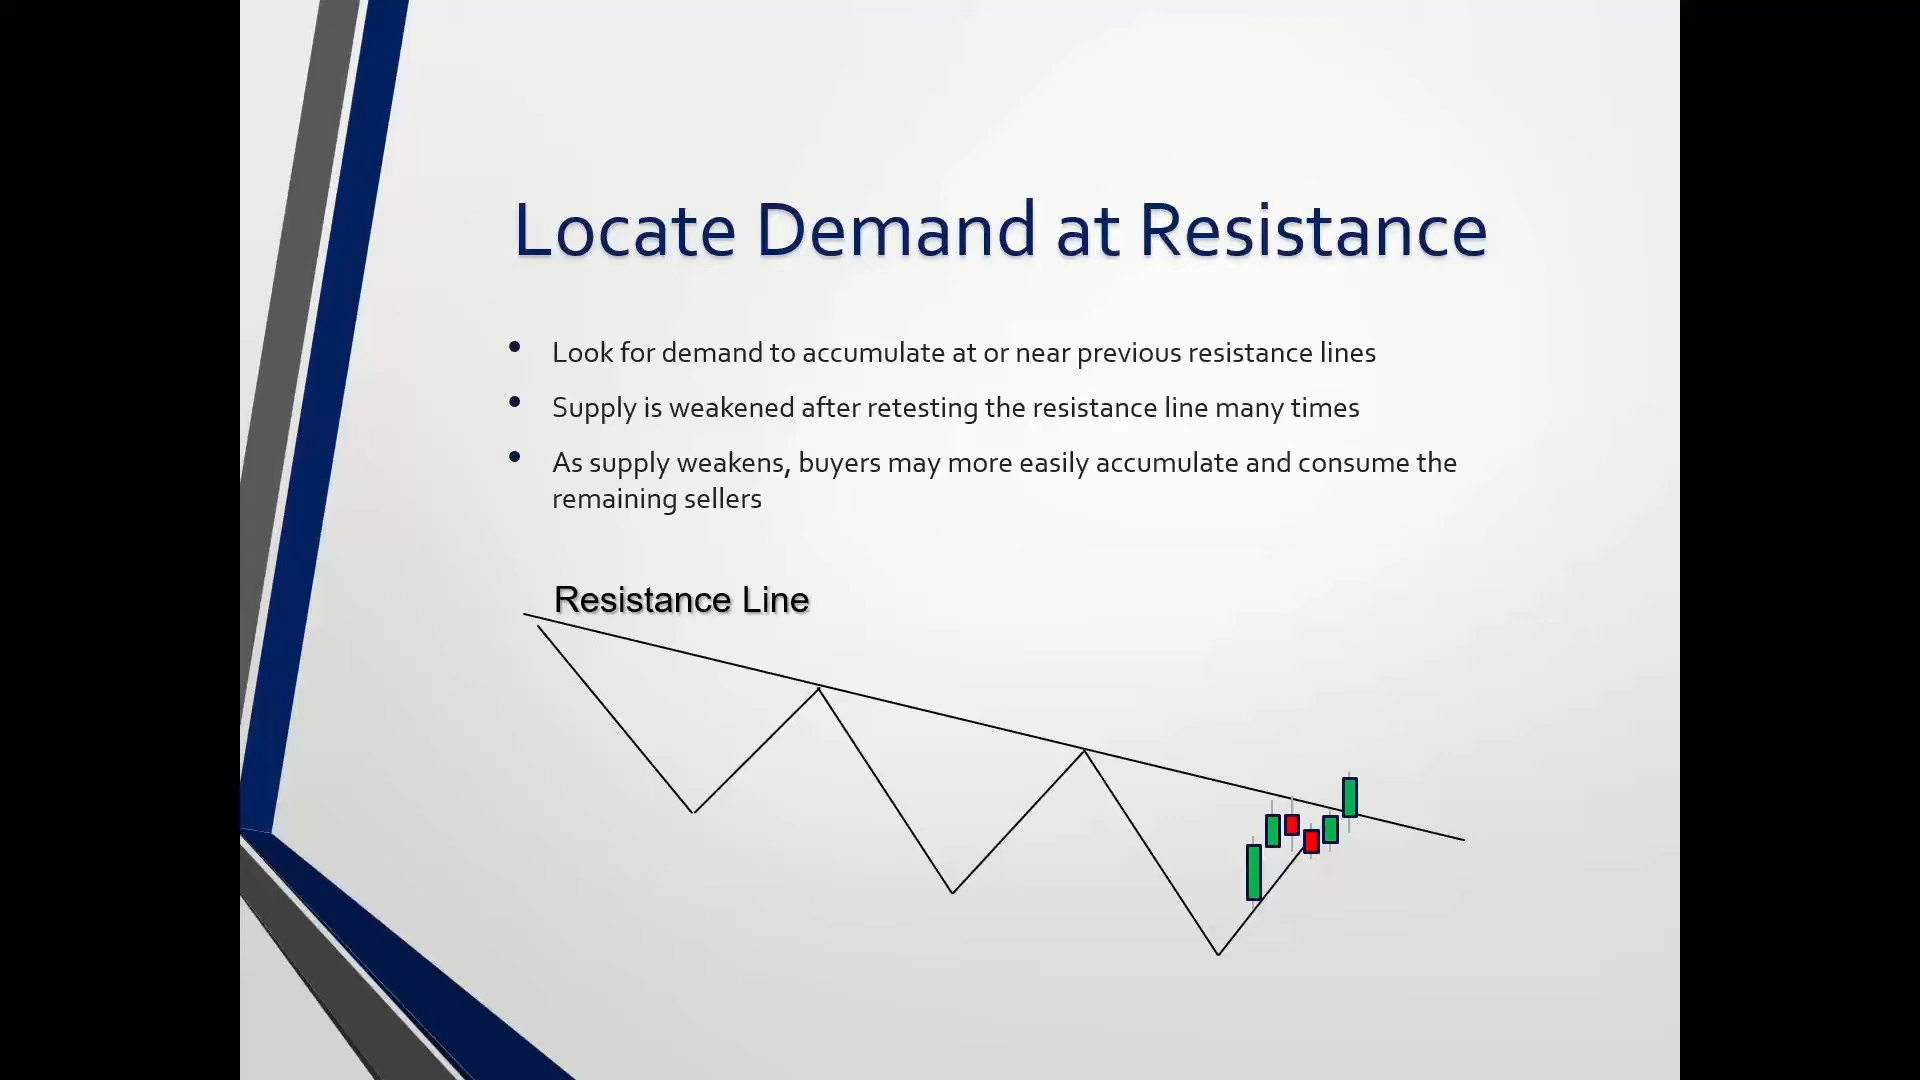 Locate Demand at Resistance
• Look for demand to accumulate at or near previous resistance lines
• Supply is weakened after retesting the resistance line many times
• As supply weakens, buyers may more easily accumulate and consume the
remaining sellers
Resistance Line